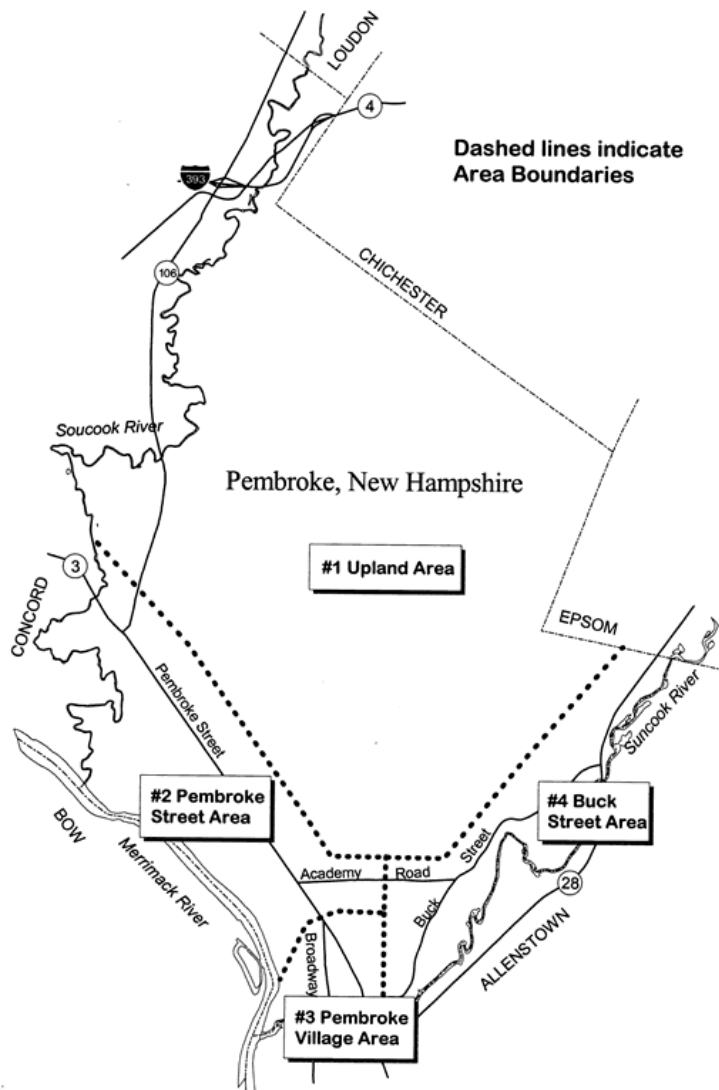 LOUDON
4
Dashed lines indicate
Area Boundaries
393
CHICHESTER
106
Soucook River
Pembroke, New Hampshire
#1 Upland Area
3
CONCORD
EPSOM
Pembroke Street
Suncook River
#2 Pembroke
Street Area
#4 Buck
Street Area
BOW
Merrimack River
Academy Road
Buck Street
28
ALLENSTOWN
Broadway
#3 Pembroke
Village Area